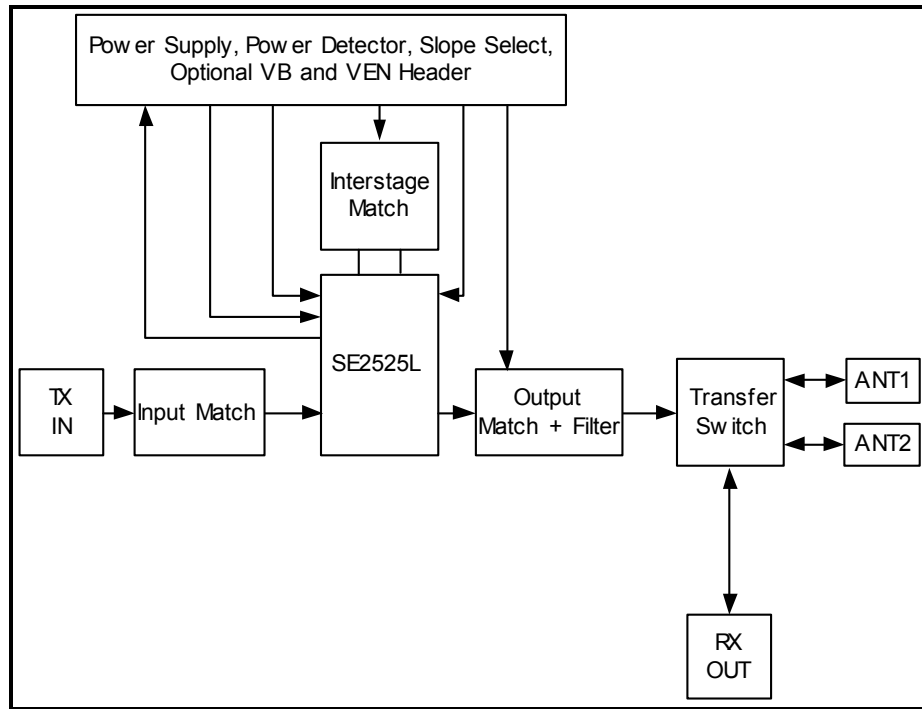 Power Supply, Power Detector, Slope Select,
Optional VB and VEN Header
Interstage
Match
SE2525L
TX
IN
Input Match
Output
Match + Filter
Transfer
Switch
ANT1
ANT2
RX
OUT